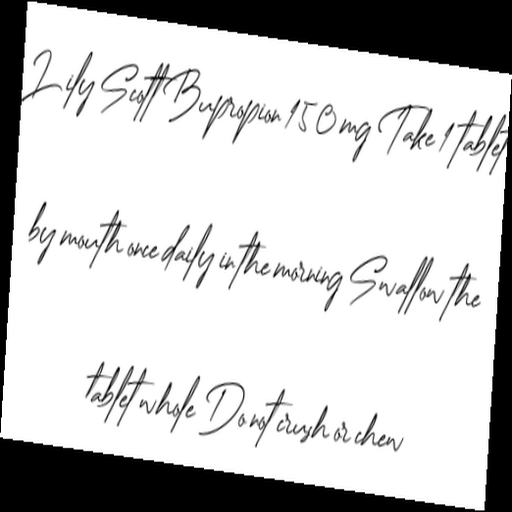 Lily Scott Bupropion 150 mg Take 1 tablet
by mouth once daily in the morning Swallow the
tablet whole Do not crush or chew